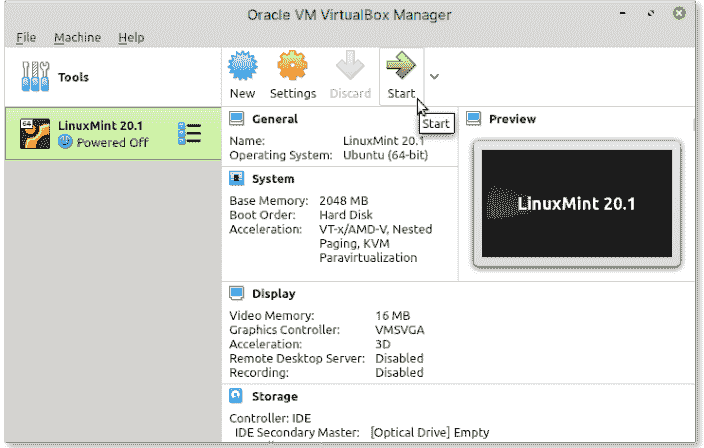 Oracle VM VirtualBox Manager
File Machine Help
Tools
New Settings Discard Start
Start
64
LinuxMint 20.1
Powered Off
General
Name: LinuxMint 20.1
Operating System: Ubuntu (64-bit)
System
Base Memory: 2048 MB
Boot Order: Hard Disk
Acceleration: VT-x/AMD-V, Nested
Paging, KVM
Paravirtualization
Preview
LinuxMint 20.1
Display
Video Memory: 16 MB
Graphics Controller: VMSVGA
Acceleration: 3D
Remote Desktop Server: Disabled
Recording: Disabled
Storage
Controller: IDE
IDE Secondary Master: [Optical Drive] Empty